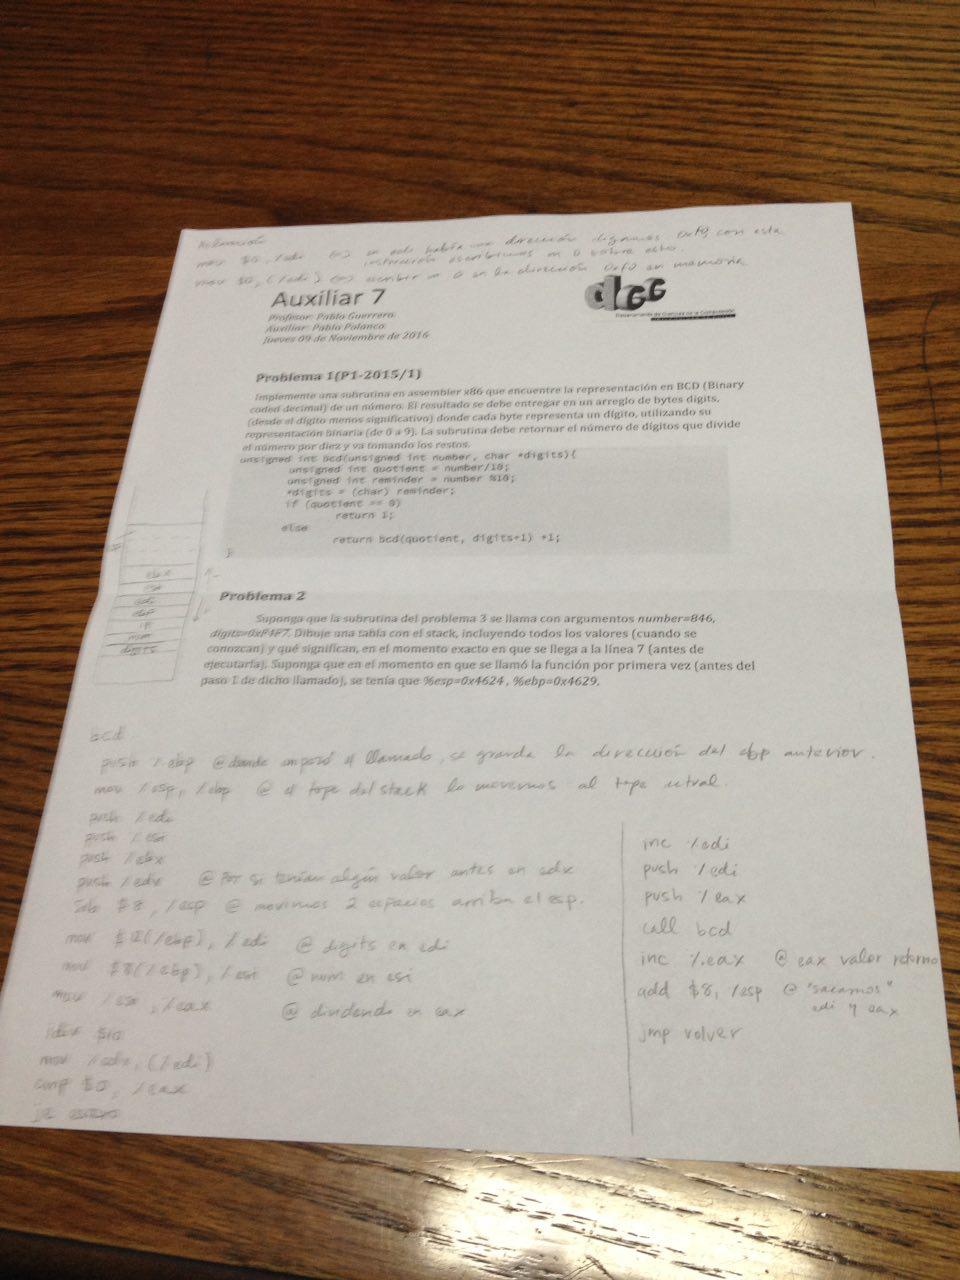 mov $0, %edi <=> en edi había una dirección digamos 0xf0 con esta
instrucción escribimos un 0 sobre
mov $0, (%edi) <=> escribir un 0 en la dirección 0xf0 en memoria
Auxiliar 7
dcc
Profesor: Pablo Guerrero
Departamento de Ciencias de la Computación
Auxiliar: Pablo Polanco
Jueves 09 de Noviembre de 2016
Problema 1(P1-2015/1)
Implemente una subrutina en assembler x86 que encuentre la representación en BCD (Binary
coded decimal) de un número. El resultado se debe entregar en un arreglo de bytes digits,
(desde el dígito menos significativo) donde cada byte representa un dígito, utilizando su
representación binaria (de 0 a 9). La subrutina debe retornar el número de dígitos que divide
el número por diez y va tomando los restos.
unsigned int bcd(unsigned int number, char *digits){
unsigned int quotient = number/10;
unsigned int reminder = number %10;
*digits = (char) reminder;
if (quotient == 0)
return 1;
else
return bcd(quotient, digits+1) +1;
}
ebx
esi
edi
ebp
ip
num
digits
Problema 2
Suponga que la subrutina del problema 3 se llama con argumentos number=846,
digits=0xF4F7. Dibuje una tabla con el stack, incluyendo todos los valores (cuando se
conozcan) y qué significan, en el momento exacto en que se llega a la línea 7 (antes de
ejecutarla). Suponga que en el momento en que se llamó la función por primera vez (antes del
paso 1 de dicho llamado), se tenía que %esp=0x4624 , %ebp=0x4629.
bcd
push %ebp @donde empezó el llamado, se guarda la dirección del ebp anterior.
mov %esp, %ebp @ el tope del stack lo movemos al tope actual.
push %edi
push %esi
push %ebx
push %edx @ Por si tenían algún valor antes en edx
sub $8, %esp @ movimos 2 espacios arriba el esp.
mov $12(%ebp), %edi @ digits en edi
mov $8(%ebp), %esi @ num en esi
mov %esi, %eax @ dividendo en eax
idiv $10
mov %edx, (%edi)
cmp $0, %eax
je
inc %edi
push %edi
push %eax
call bcd
inc %eax @ eax valor retorno
add $8, %esp @ "sacamos"
edi y eax
jmp volver